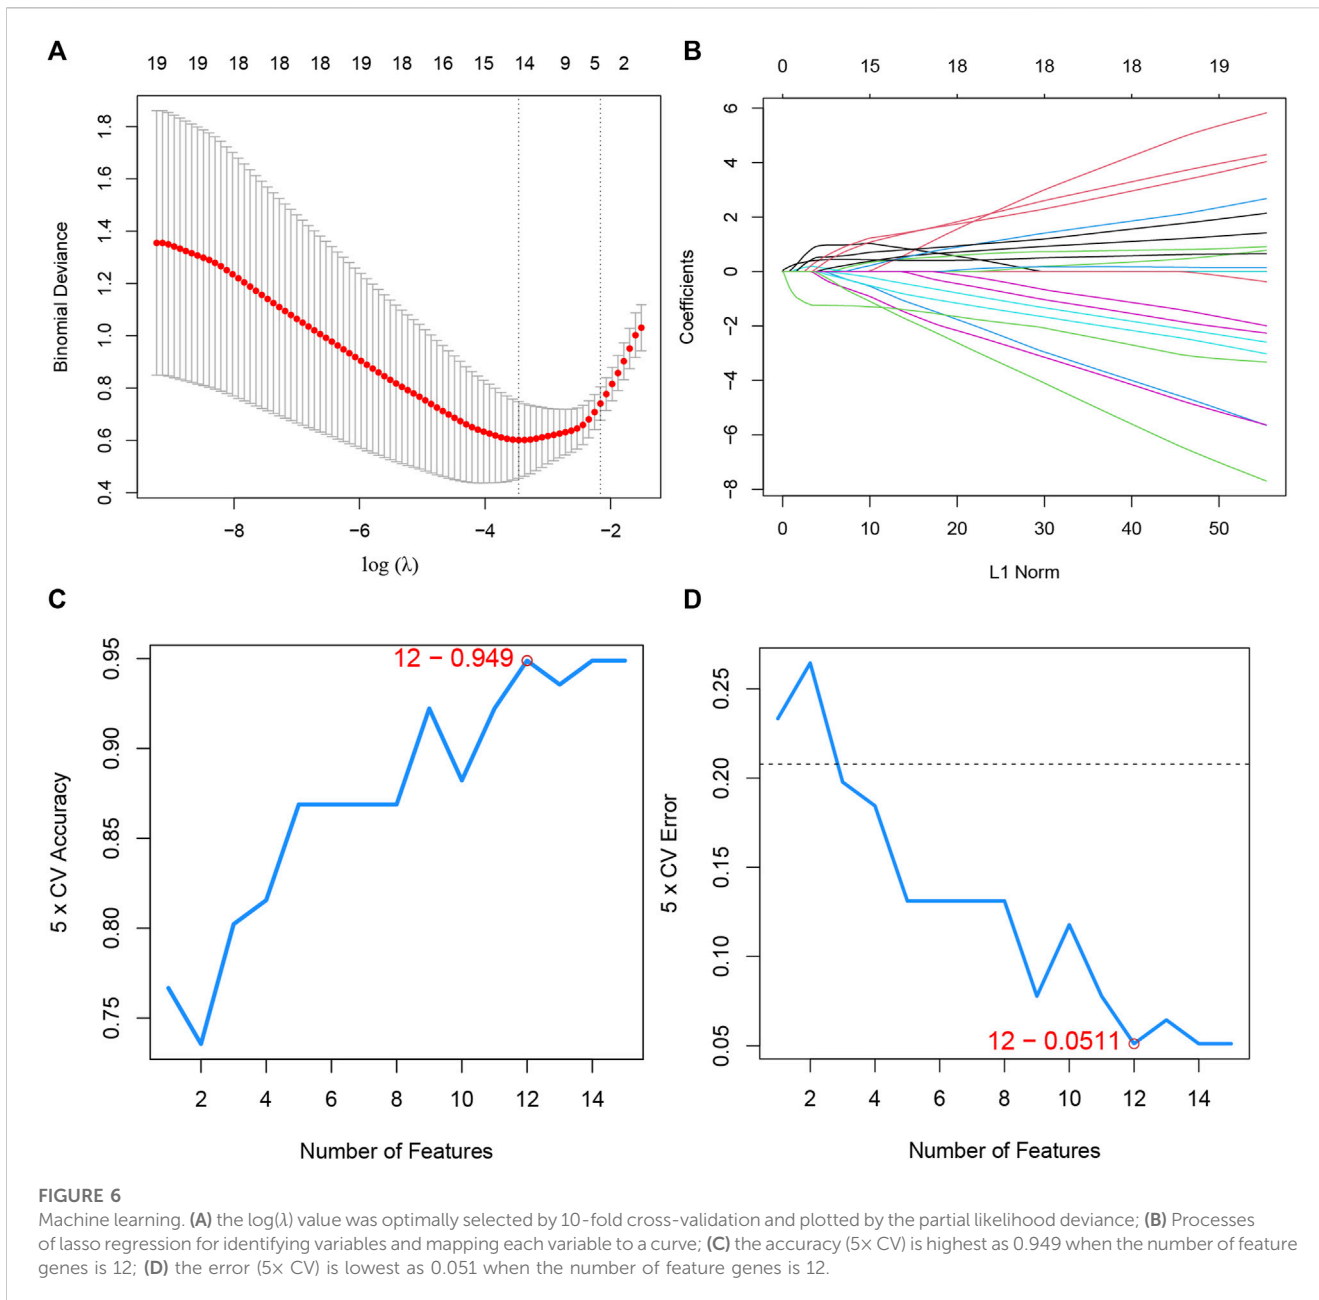 A
19 19 18 18 18 19 18 16 15 14 9 5 2
Binomial Deviance
1.8
1.6
1.4
1.2
1.0
0.8
0.6
0.4
−8 −6 −4 −2
log (λ)
B
0 15 18 18 18 19
Coefficients
6
4
2
0
−2
−4
−6
−8
0 10 20 30 40 50
L1 Norm
C
5 x CV Accuracy
0.95
0.90
0.85
0.80
0.75
12 − 0.949
2 4 6 8 10 12 14
Number of Features
D
5 x CV Error
0.25
0.20
0.15
0.10
0.05
12 − 0.0511
2 4 6 8 10 12 14
Number of Features
FIGURE 6
Machine learning. (A) the log(λ) value was optimally selected by 10-fold cross-validation and plotted by the partial likelihood deviance; (B) Processes
of lasso regression for identifying variables and mapping each variable to a curve; (C) the accuracy (5× CV) is highest as 0.949 when the number of feature
genes is 12; (D) the error (5× CV) is lowest as 0.051 when the number of feature genes is 12.